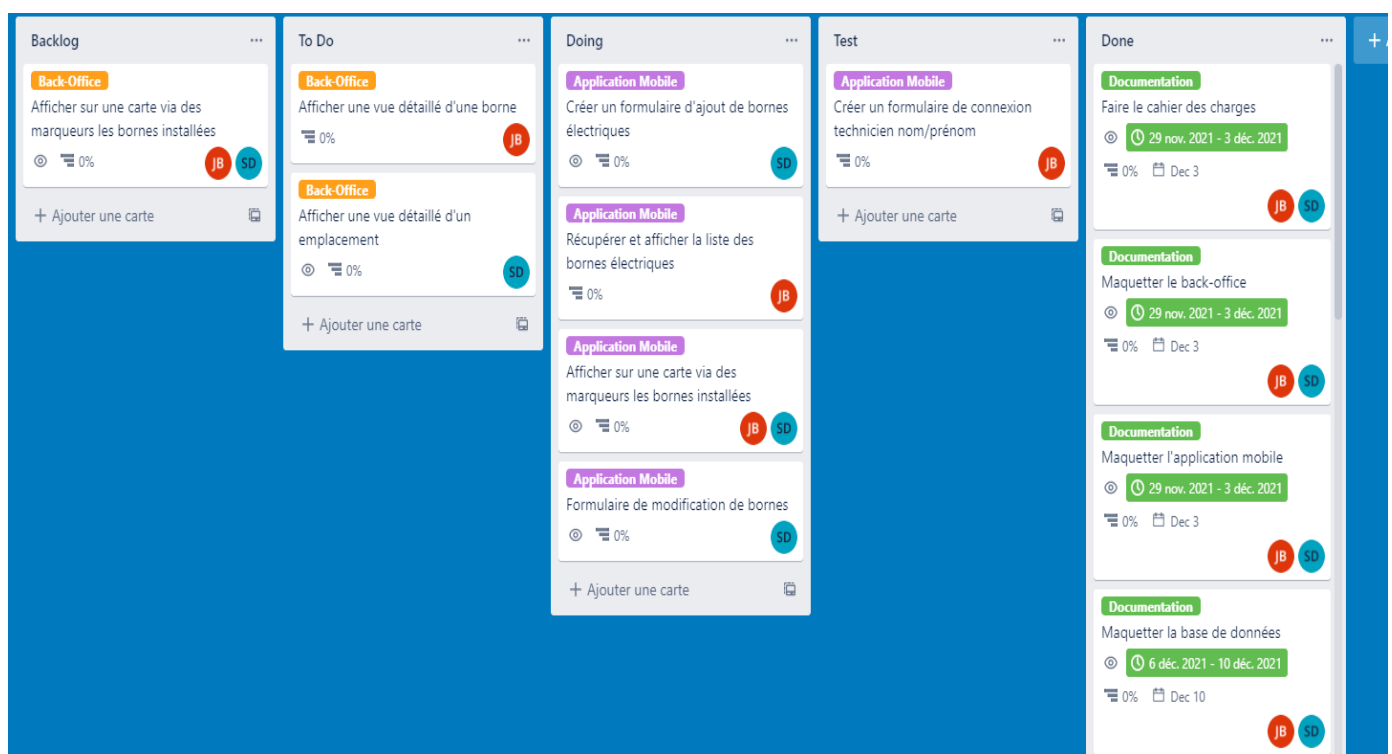 Backlog
Back-Office
Afficher sur une carte via des
marqueurs les bornes installées
0%
JB SD
+ Ajouter une carte
To Do
Back-Office
Afficher une vue détaillé d'une borne
0%
JB
Back-Office
Afficher une vue détaillé d'un
emplacement
0%
SD
+ Ajouter une carte
Doing
Application Mobile
Créer un formulaire d'ajout de bornes
électriques
0%
SD
Application Mobile
Récupérer et afficher la liste des
bornes électriques
0%
JB
Application Mobile
Afficher sur une carte via des
marqueurs les bornes installées
0%
JB SD
Application Mobile
Formulaire de modification de bornes
0%
SD
+ Ajouter une carte
Test
Application Mobile
Créer un formulaire de connexion
technicien nom/prénom
0%
JB
+ Ajouter une carte
Done
Documentation
Faire le cahier des charges
29 nov. 2021 - 3 déc. 2021
0% Dec 3
JB SD
Documentation
Maquetter le back-office
29 nov. 2021 - 3 déc. 2021
0% Dec 3
JB SD
Documentation
Maquetter l'application mobile
29 nov. 2021 - 3 déc. 2021
0% Dec 3
JB SD
Documentation
Maquetter la base de données
6 déc. 2021 - 10 déc. 2021
0% Dec 10
JB SD